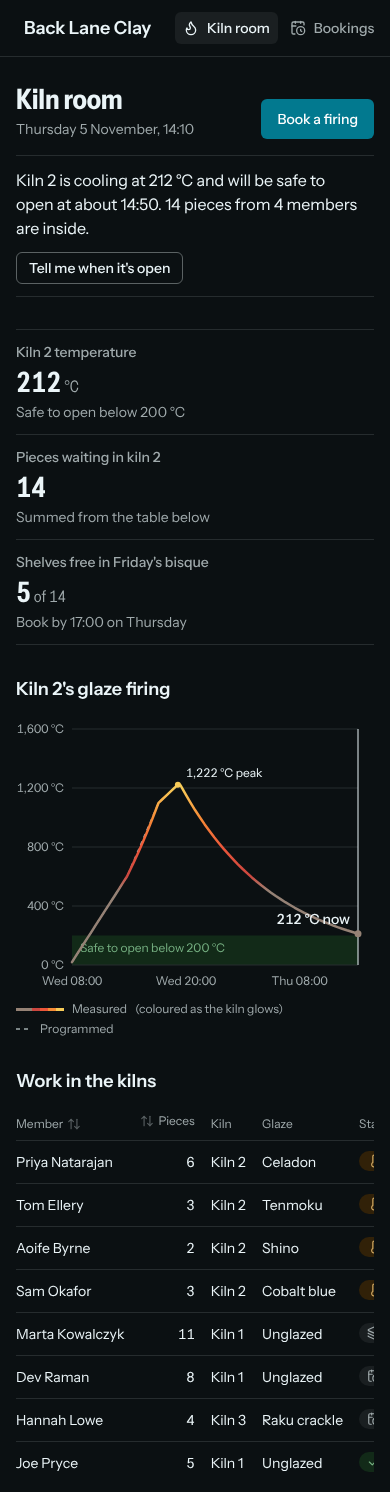 Back Lane Clay
Kiln room
Bookings
Kiln room
Thursday 5 November, 14:10
Book a firing
Kiln 2 is cooling at 212 °C and will be safe to
open at about 14:50. 14 pieces from 4 members
are inside.
Tell me when it's open
Kiln 2 temperature
212 °C
Safe to open below 200 °C
Pieces waiting in kiln 2
14
Summed from the table below
Shelves free in Friday's bisque
5 of 14
Book by 17:00 on Thursday
Kiln 2's glaze firing
1,600 °C
1,222 °C peak
1,200 °C
800 °C
400 °C
212 °C now
Safe to open below 200 °C
0 °C
Wed 08:00 Wed 20:00 Thu 08:00
Measured (coloured as the kiln glows)
Programmed
Work in the kilns
Member Pieces Kiln Glaze Sta
Priya Natarajan 6 Kiln 2 Celadon
Tom Ellery 3 Kiln 2 Tenmoku
Aoife Byrne 2 Kiln 2 Shino
Sam Okafor 3 Kiln 2 Cobalt blue
Marta Kowalczyk 11 Kiln 1 Unglazed
Dev Raman 8 Kiln 1 Unglazed
Hannah Lowe 4 Kiln 3 Raku crackle
Joe Pryce 5 Kiln 1 Unglazed